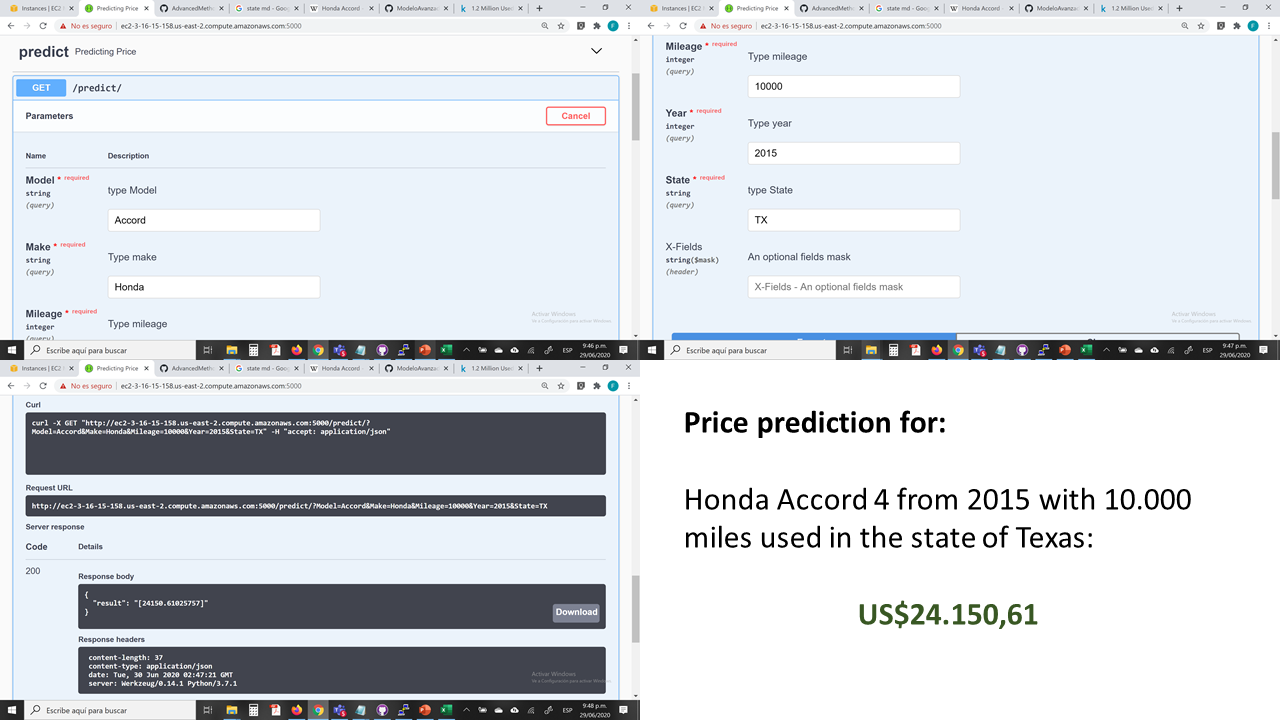 Instances | EC2
Predicting Price
AdvancedMetho
state md - Goog
Honda Accord -
ModeloAvanzad
1.2 Million Used
No es seguro | ec2-3-16-15-158.us-east-2.compute.amazonaws.com:5000
predict Predicting Price
GET /predict/
Parameters
Cancel
Name Description
Model * required
string
(query)
type Model
Accord
Make * required
string
(query)
Type make
Honda
Mileage * required
integer
(query)
Type mileage
Activar Windows
Ve a Configuración para activar Windows.
Escribe aquí para buscar
ESP
9:46 p.m.
29/06/2020
Instances | EC2
Predicting Price
AdvancedMetho
state md - Goog
Honda Accord -
ModeloAvanzad
1.2 Million Used
No es seguro | ec2-3-16-15-158.us-east-2.compute.amazonaws.com:5000
Mileage * required
integer
(query)
Type mileage
10000
Year * required
integer
(query)
Type year
2015
State * required
string
(query)
type State
TX
X-Fields
string($mask)
(header)
An optional fields mask
X-Fields - An optional fields mask
Activar Windows
Ve a Configuración para activar Windows.
Escribe aquí para buscar
ESP
9:47 p.m.
29/06/2020
Instances | EC2
Predicting Price
AdvancedMetho
state md - Goog
Honda Accord -
ModeloAvanzad
1.2 Million Used
No es seguro | ec2-3-16-15-158.us-east-2.compute.amazonaws.com:5000
Curl
curl -X GET "http://ec2-3-16-15-158.us-east-2.compute.amazonaws.com:5000/predict/?
Model=Accord&Make=Honda&Mileage=10000&Year=2015&State=TX" -H "accept: application/json"
Request URL
http://ec2-3-16-15-158.us-east-2.compute.amazonaws.com:5000/predict/?Model=Accord&Make=Honda&Mileage=10000&Year=2015&State=TX
Server response
Code Details
200
Response body
{
"result": "[24150.61025757]"
}
Download
Response headers
content-length: 37
content-type: application/json
date: Tue, 30 Jun 2020 02:47:21 GMT
server: Werkzeug/0.14.1 Python/3.7.1
Activar Windows
Ve a Configuración para activar Windows.
Escribe aquí para buscar
ESP
9:48 p.m.
29/06/2020
Price prediction for:
Honda Accord 4 from 2015 with 10.000
miles used in the state of Texas:
US$24.150,61